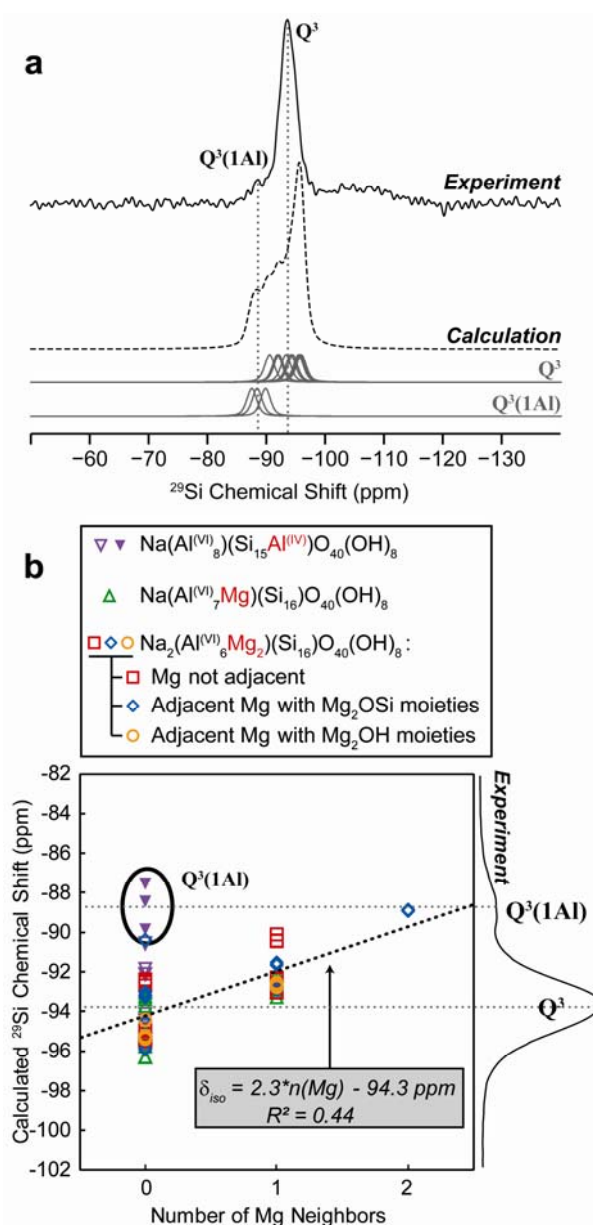 a
Q³
Q³(1Al)
Experiment
Calculation
Q³
Q³(1Al)
−60 −70 −80 −90 −100 −110 −120 −130
²⁹Si Chemical Shift (ppm)
b
Na(Al⁽ⱽᴵ⁾₈)(Si₁₅Al⁽ᴵⱽ⁾)O₄₀(OH)₈
Na(Al⁽ⱽᴵ⁾₇Mg)(Si₁₆)O₄₀(OH)₈
Na₂(Al⁽ⱽᴵ⁾₆Mg₂)(Si₁₆)O₄₀(OH)₈ :
Mg not adjacent
Adjacent Mg with Mg₂OSi moieties
Adjacent Mg with Mg₂OH moieties
Calculated ²⁹Si Chemical Shift (ppm)
-82
-84
-86
-88
-90
-92
-94
-96
-98
-100
-102
Q³(1Al)
δiso = 2.3*n(Mg) - 94.3 ppm
R² = 0.44
0 1 2
Number of Mg Neighbors
Experiment
Q³(1Al)
Q³